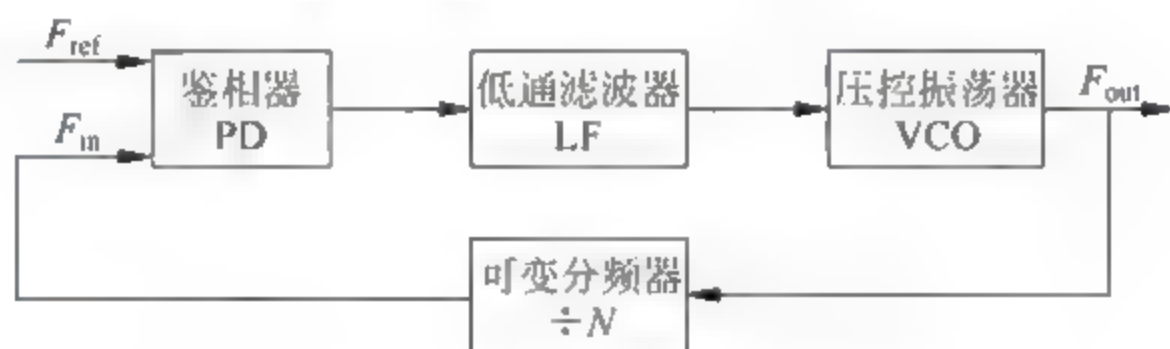 F_ref
鉴相器
PD
低通滤波器
LF
压控振荡器
VCO
F_out
F_in
可变分频器
÷N